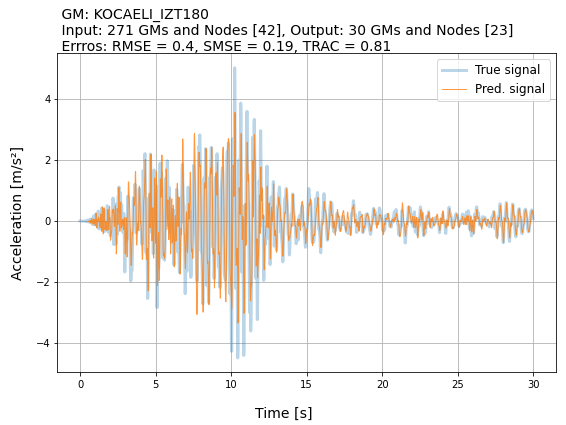 GM: KOCAELI_IZT180
Input: 271 GMs and Nodes [42], Output: 30 GMs and Nodes [23]
Errros: RMSE = 0.4, SMSE = 0.19, TRAC = 0.81
True signal
Pred. signal
Acceleration [m/s²]
4
2
0
−2
−4
0 5 10 15 20 25 30
Time [s]